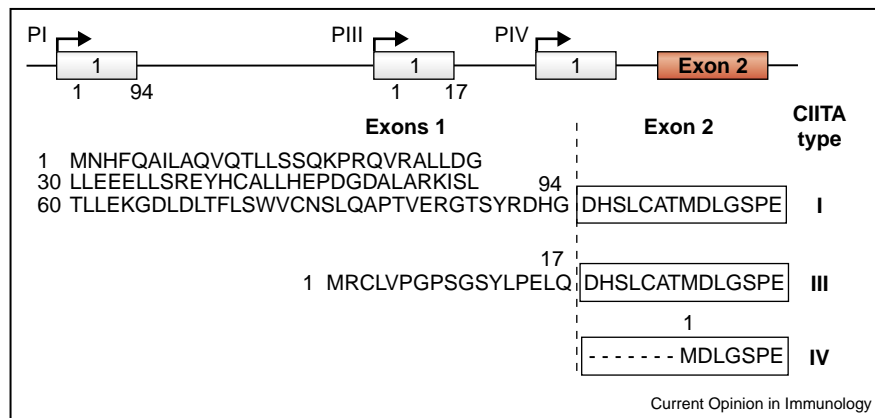 PI PIII PIV
1 1 1 Exon 2
1 94 1 17
Exons 1 Exon 2 CIITA type
1 MNHFQAILAQVQTLLSSQKPRQVRALLDG
30 LLEEELLSREYHCALLHEPDGDALARKISL
94
60 TLLEKGDLDLTFLSWVCNSLQAPTVERGTSYRDHG DHSLCATMDLGSPE I
17
1 MRCLVPGPSGSYLPELQ DHSLCATMDLGSPE III
1
- - - - - - - MDLGSPE IV
Current Opinion in Immunology